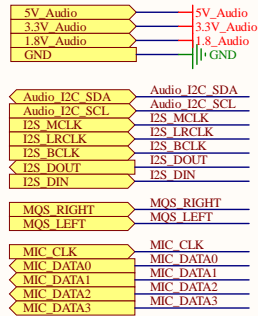 5V_Audio 5V_Audio
3.3V_Audio 3.3V_Audio
1.8V_Audio 1.8_Audio
GND GND
Audio_I2C_SDA Audio_I2C_SDA
Audio_I2C_SCL Audio_I2C_SCL
I2S_MCLK I2S_MCLK
I2S_LRCLK I2S_LRCLK
I2S_BCLK I2S_BCLK
I2S_DOUT I2S_DOUT
I2S_DIN I2S_DIN
MQS_RIGHT MQS_RIGHT
MQS_LEFT MQS_LEFT
MIC_CLK MIC_CLK
MIC_DATA0 MIC_DATA0
MIC_DATA1 MIC_DATA1
MIC_DATA2 MIC_DATA2
MIC_DATA3 MIC_DATA3